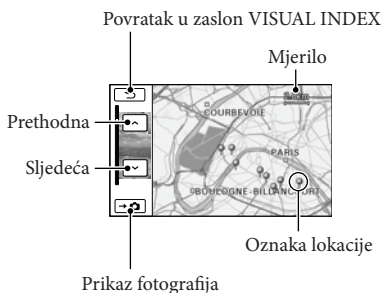 Povratak u zaslon VISUAL INDEX
Mjerilo
COURBEVOIE
Prethodna
PARIS
Sljedeća
BOULOGNE-BILLANCOURT
Oznaka lokacije
Prikaz fotografija